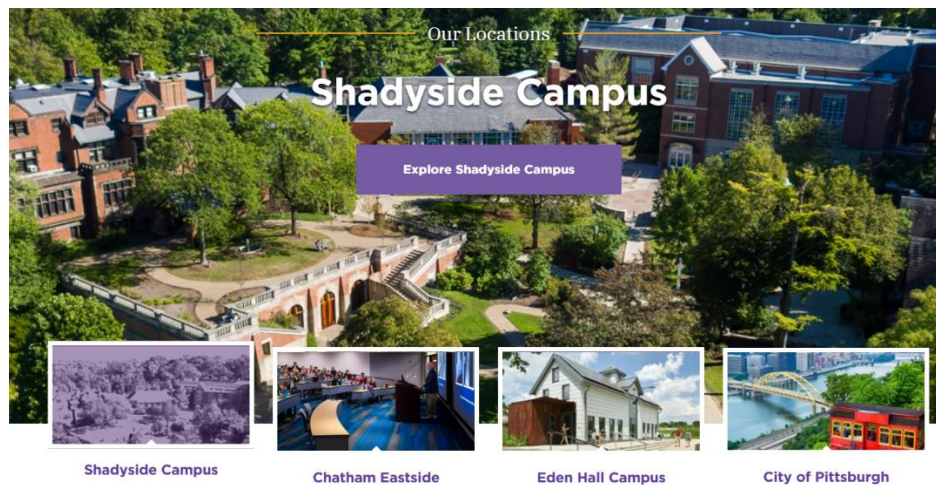 Our Locations
Shadyside Campus
Explore Shadyside Campus
Shadyside Campus
Chatham Eastside
Eden Hall Campus
City of Pittsburgh